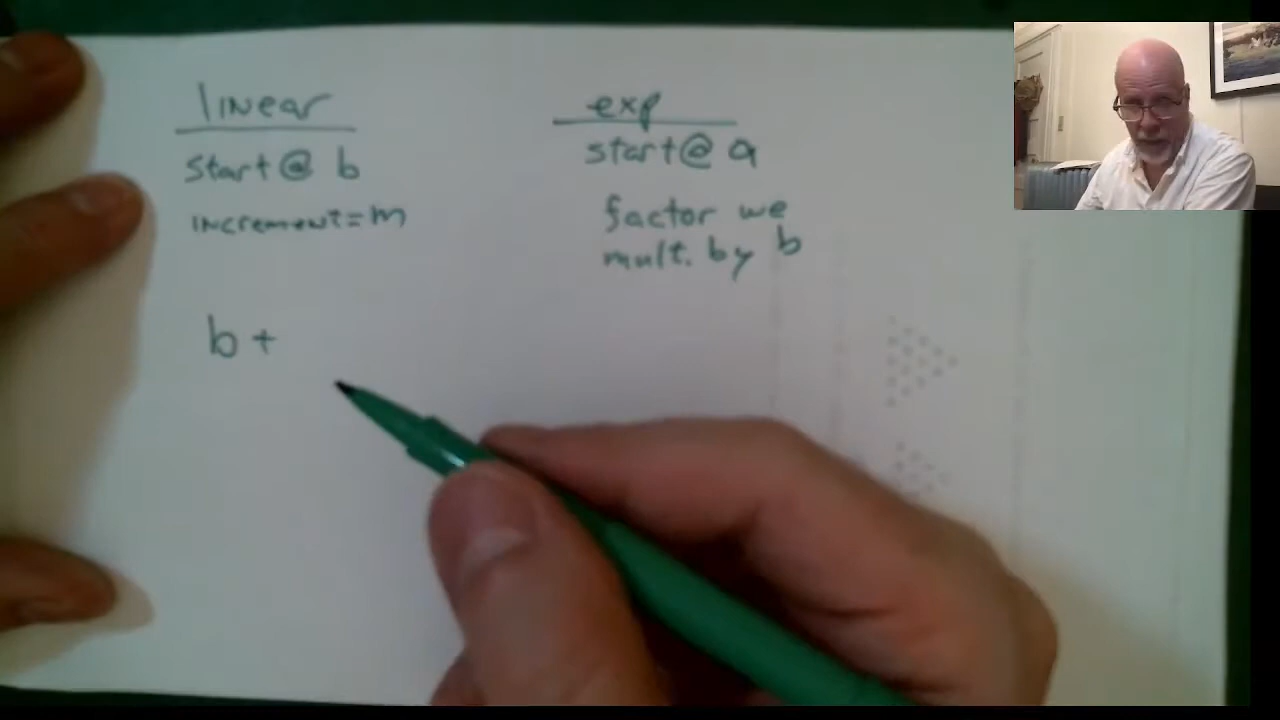 linear
start@ b
increment=m
b +
exp
start@ a
factor we
mult. by b